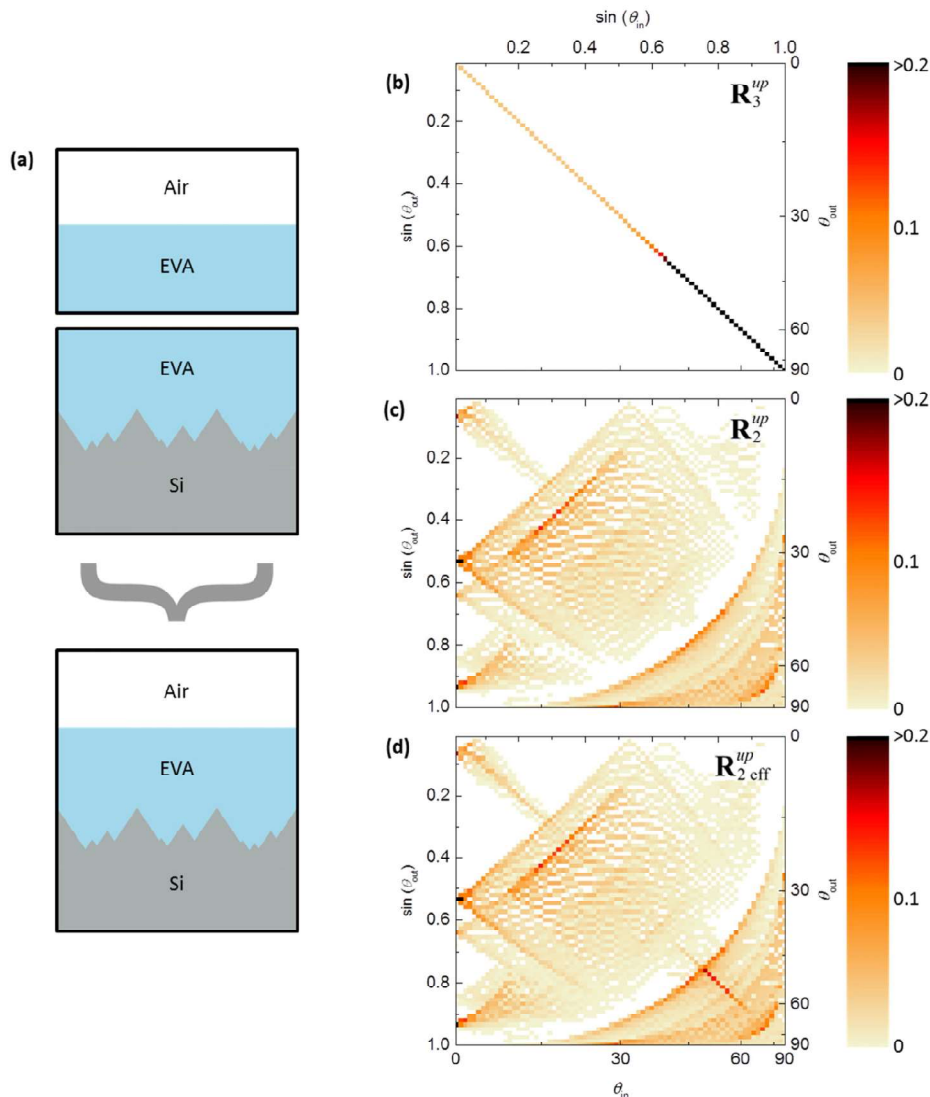 (a)
Air
EVA
EVA
Si
Air
EVA
Si
sin (θin)
0.2 0.4 0.6 0.8 1.0
(b)
R3up
0
30
60
90
0.2
0.4
0.6
0.8
1.0
sin (θout)
θout
>0.2
0.1
0
(c)
R2up
0
30
60
90
0.2
0.4
0.6
0.8
1.0
sin (θout)
θout
>0.2
0.1
0
(d)
R2 effup
0
30
60
90
0.2
0.4
0.6
0.8
1.0
sin (θout)
θout
>0.2
0.1
0
0 30 60 90
θin